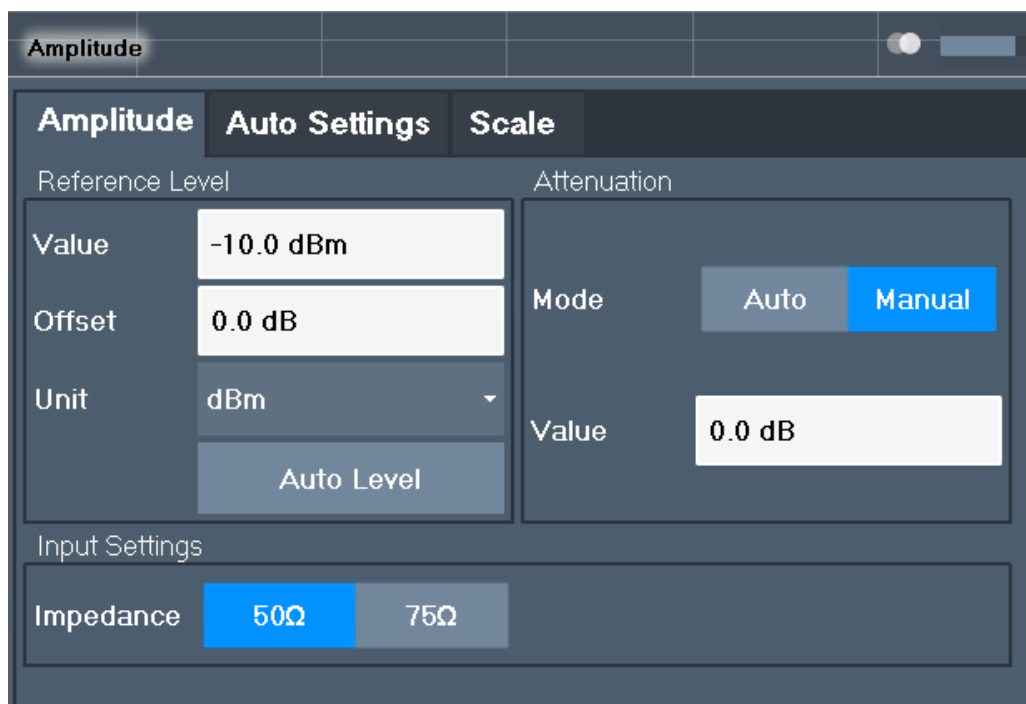 Amplitude
Amplitude Auto Settings Scale
Reference Level
Value -10.0 dBm
Offset 0.0 dB
Unit dBm
Auto Level
Attenuation
Mode Auto Manual
Value 0.0 dB
Input Settings
Impedance 50Ω 75Ω